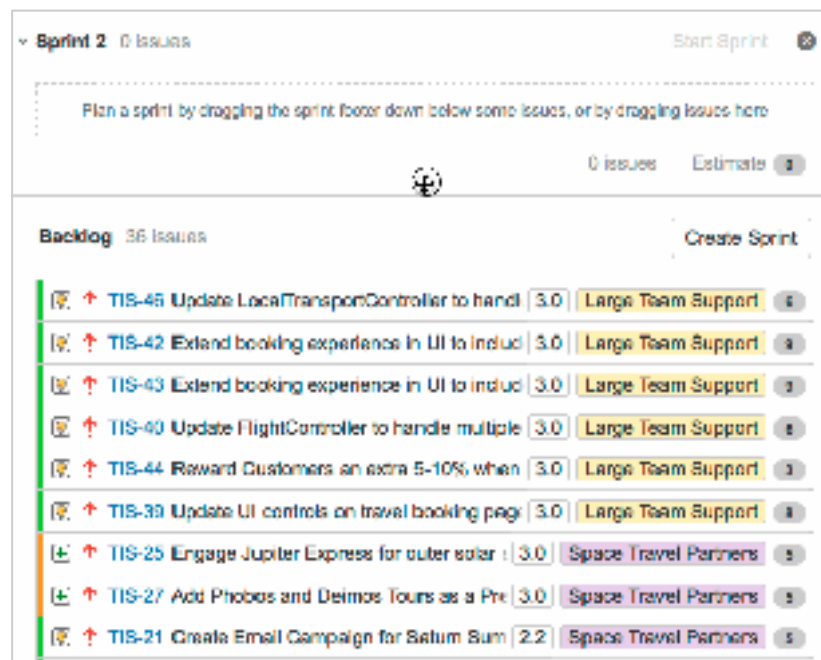 Sprint 2 0 issues Start Sprint
Plan a sprint by dragging the sprint footer down below some issues, or by dragging issues here
0 issues Estimate
Backlog 36 issues Create Sprint
TIS-46 Update LocalTransportController to handl 3.0 Large Team Support
TIS-42 Extend booking experience in UI to includ 3.0 Large Team Support
TIS-43 Extend booking experience in UI to includ 3.0 Large Team Support
TIS-40 Update FlightController to handle multiple 3.0 Large Team Support
TIS-44 Reward Customers an extra 5-10% when 3.0 Large Team Support
TIS-39 Update UI controls on travel booking page 3.0 Large Team Support
TIS-25 Engage Jupiter Express for outer solar 3.0 Space Travel Partners
TIS-27 Add Phobos and Deimos Tours as a Pre 3.0 Space Travel Partners
TIS-21 Create Email Campaign for Saturn Sum 2.2 Space Travel Partners